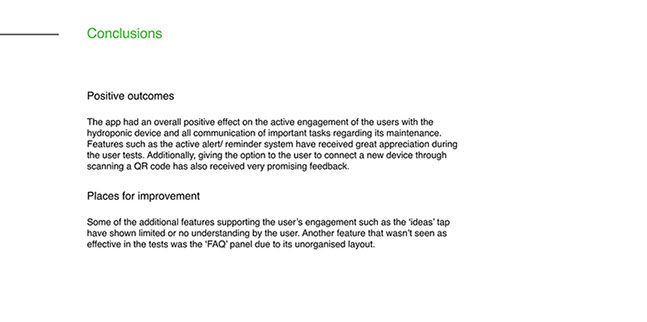 Conclusions
Positive outcomes
The app had an overall positive effect on the active engagement of the users with the
hydroponic device and all communication of important tasks regarding its maintenance.
Features such as the active alert/ reminder system have received great appreciation during
the user tests. Additionally, giving the option to the user to connect a new device through
scanning a QR code has also received very promising feedback.
Places for improvement
Some of the additional features supporting the user's engagement such as the 'ideas' tap
have shown limited or no understanding by the user. Another feature that wasn't seen as
effective in the tests was the 'FAQ' panel due to its unorganised layout.